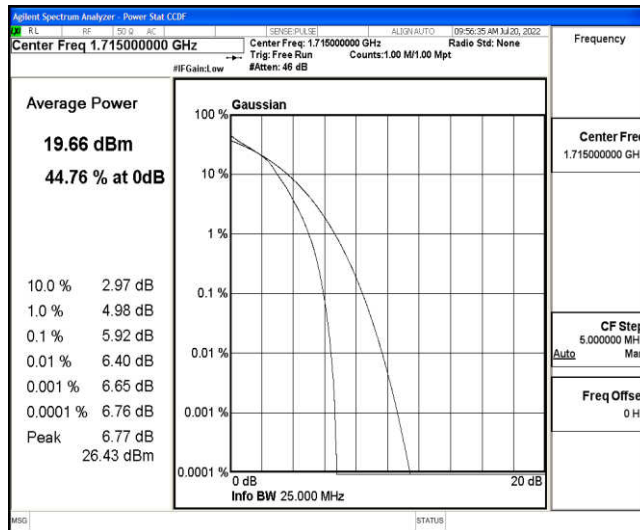 Agilent Spectrum Analyzer - Power Stat CCDF
RL RF 50 Ω AC SENSE:PULSE ALIGN AUTO 09:56:35 AM Jul 20, 2022
Center Freq 1.715000000 GHz
Center Freq: 1.715000000 GHz Radio Std: None
Trig: Free Run Counts:1.00 M/1.00 Mpt
#IFGain:Low #Atten: 46 dB
Frequency
Average Power
19.66 dBm
44.76 % at 0dB
10.0 % 2.97 dB
1.0 % 4.98 dB
0.1 % 5.92 dB
0.01 % 6.40 dB
0.001 % 6.65 dB
0.0001 % 6.76 dB
Peak 6.77 dB
26.43 dBm
Gaussian
100 %
10 %
1 %
0.1 %
0.01 %
0.001 %
0.0001 %
0 dB 20 dB
Info BW 25.000 MHz
Center Fre
1.715000000 GH
CF Step
5.000000 MH
Auto Ma
Freq Offse
0 H
MSG STATUS